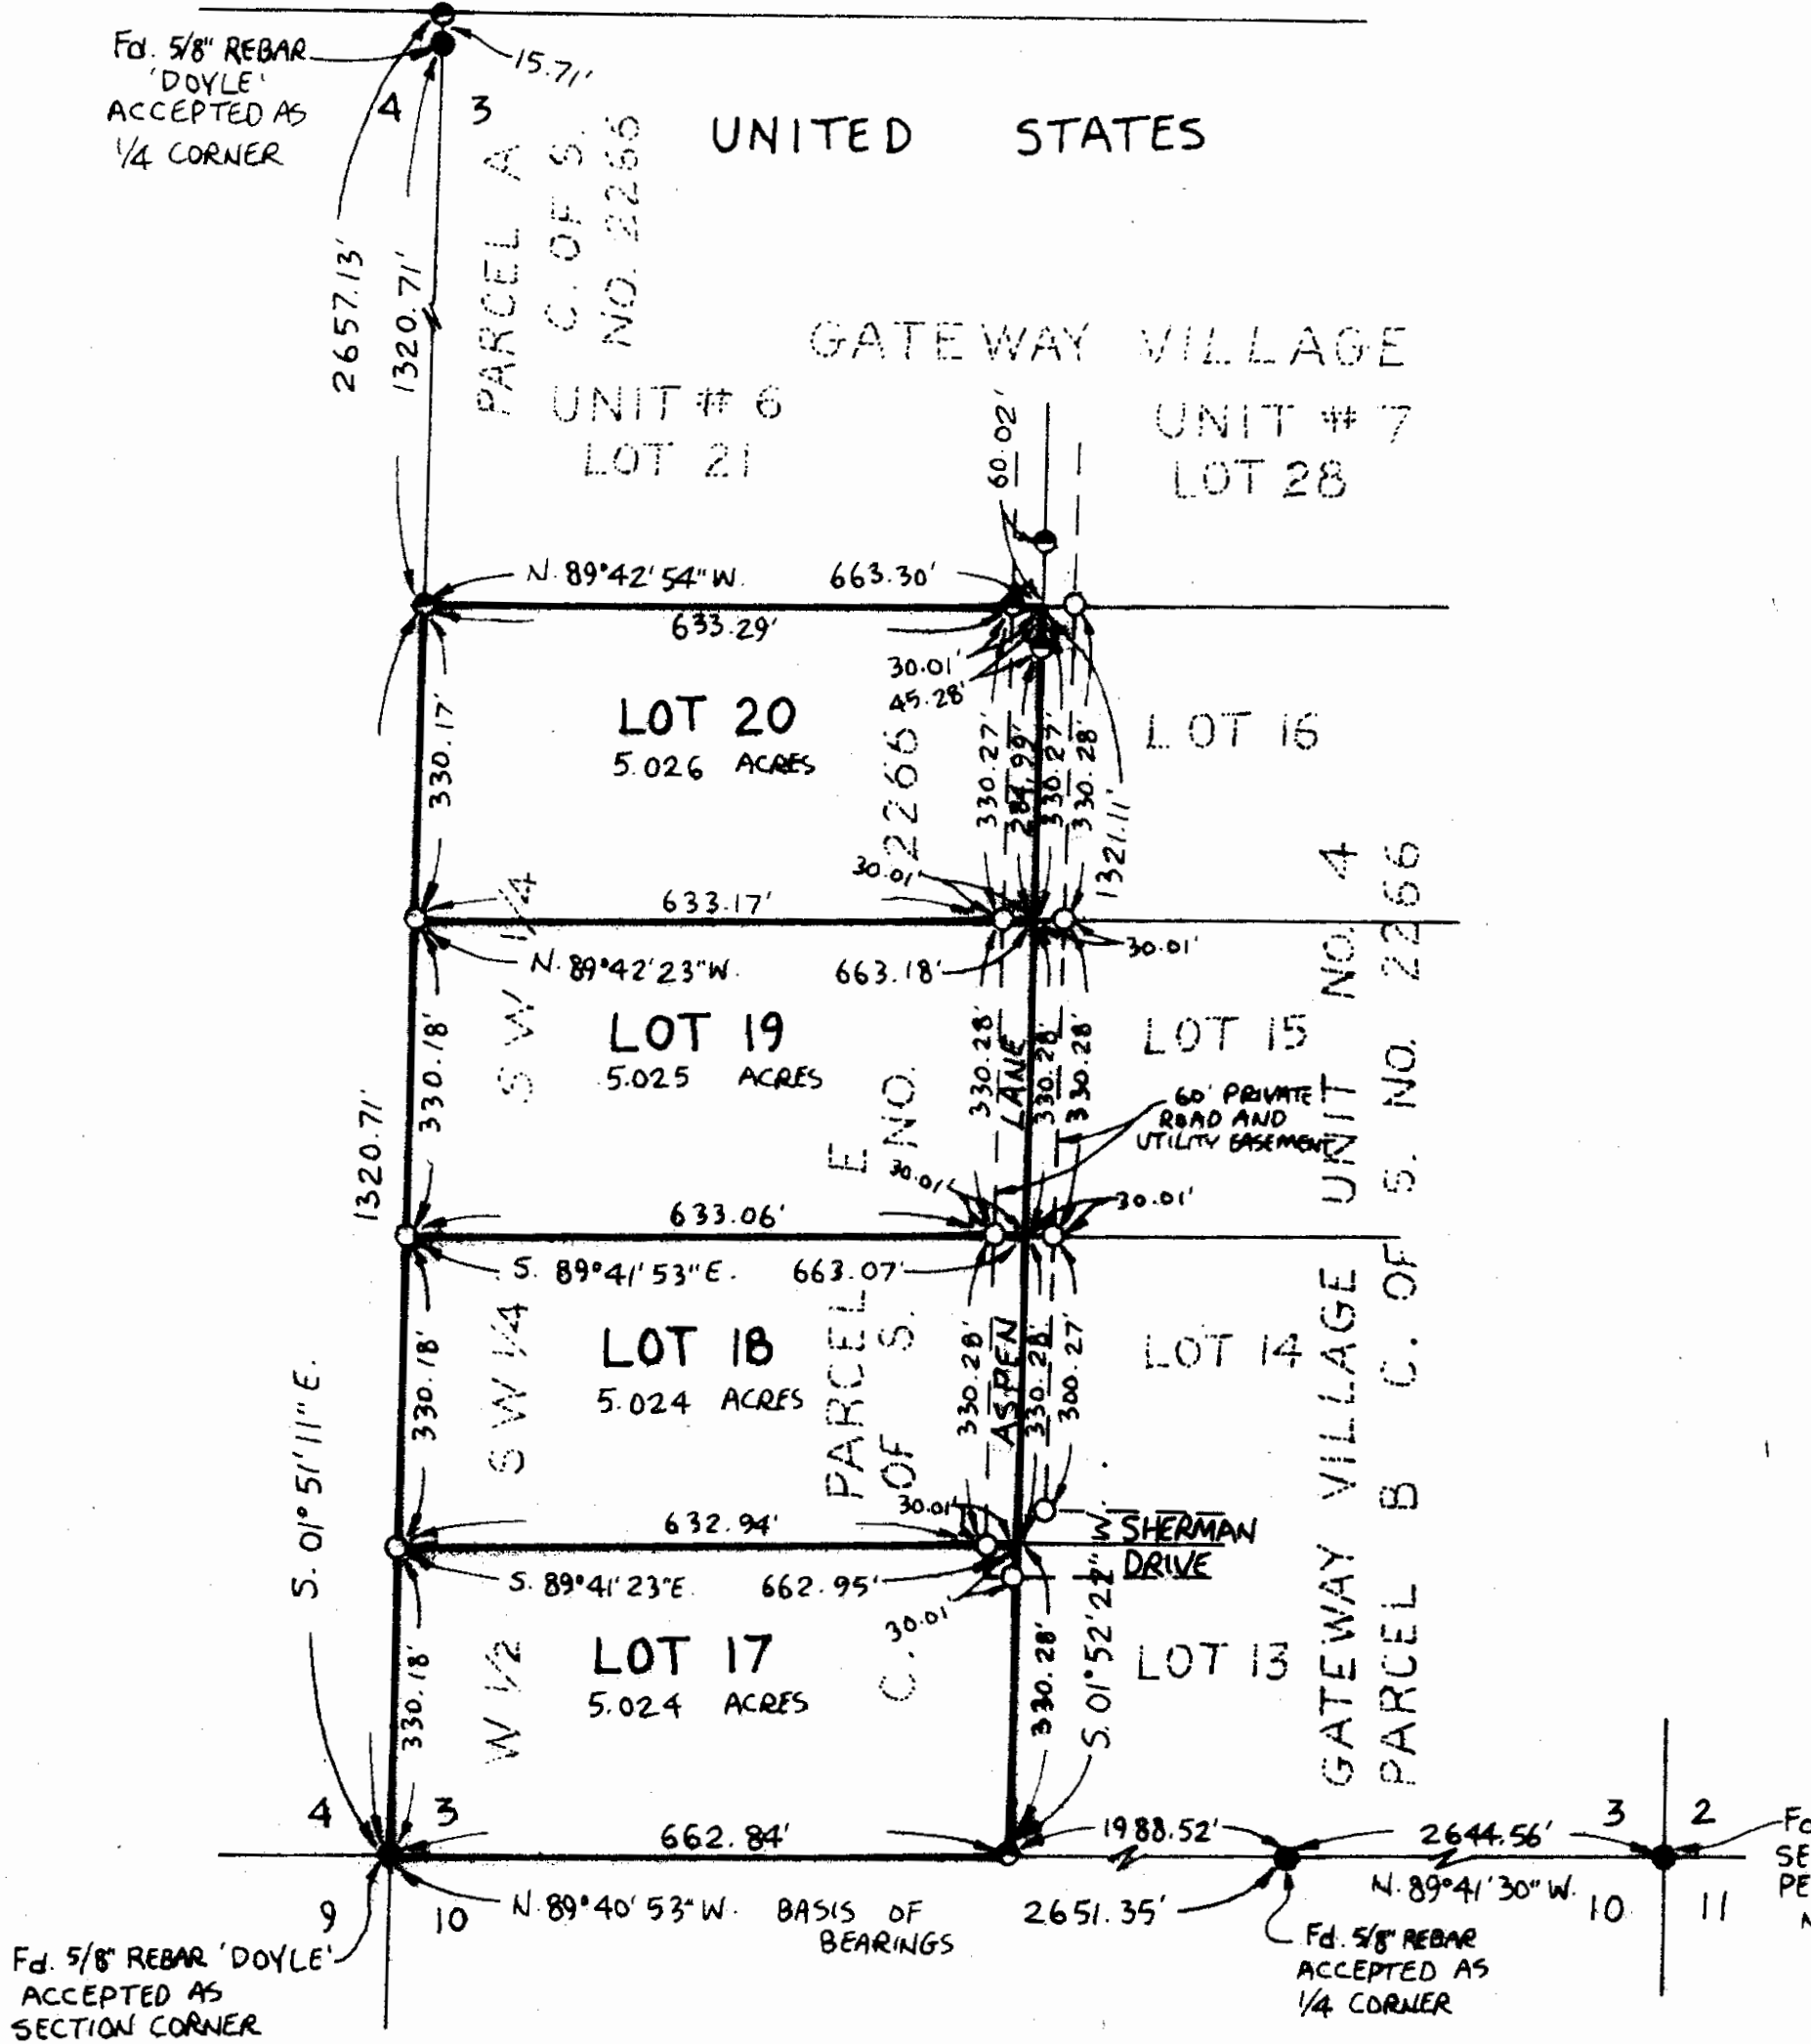 Fd. 5/8" REBAR
'DOYLE'
ACCEPTED AS
1/4 CORNER
15.71'
4
3
UNITED STATES
PARCEL A
C. OF S.
NO. 2266
2657.13'
1320.71'
GATEWAY VILLAGE
UNIT # 6
LOT 21
60.02'
UNIT # 7
LOT 28
N. 89°42'54"W.
663.30'
633.29'
30.01'
45.28'
330.17'
LOT 20
5.026 ACRES
330.27'
284.99'
330.27'
330.28'
1321.11'
LOT 16
30.01'
633.17'
30.01'
N. 89°42'23"W.
663.18'
330.18'
LOT 19
5.025 ACRES
330.28'
LANE
330.28'
330.28'
LOT 15
60' PRIVATE
ROAD AND
UTILITY EASEMENT
1320.71'
30.01'
30.01'
633.06'
S. 89°41'53"E.
663.07'
330.18'
LOT 18
5.024 ACRES
330.28'
ASPEN
330.28'
300.27'
LOT 14
S. 01°51'11"E.
30.01'
632.94'
SHERMAN
DRIVE
S. 89°41'23"E.
662.95'
30.01'
330.18'
LOT 17
5.024 ACRES
330.28'
S. 01°52'22"W.
LOT 13
W 1/2 SW 1/4 SW 1/4
PARCEL E
C. OF S. NO. 2266
GATEWAY VILLAGE UNIT NO. 4
PARCEL B C. OF S. NO. 2266
4
3
662.84'
1988.52'
2644.56'
3
2
9
10
N. 89°40'53"W. BASIS OF
BEARINGS
2651.35'
N. 89°41'30"W.
10
11
Fd. 5/8" REBAR 'DOYLE'
ACCEPTED AS
SECTION CORNER
Fd. 5/8" REBAR
ACCEPTED AS
1/4 CORNER